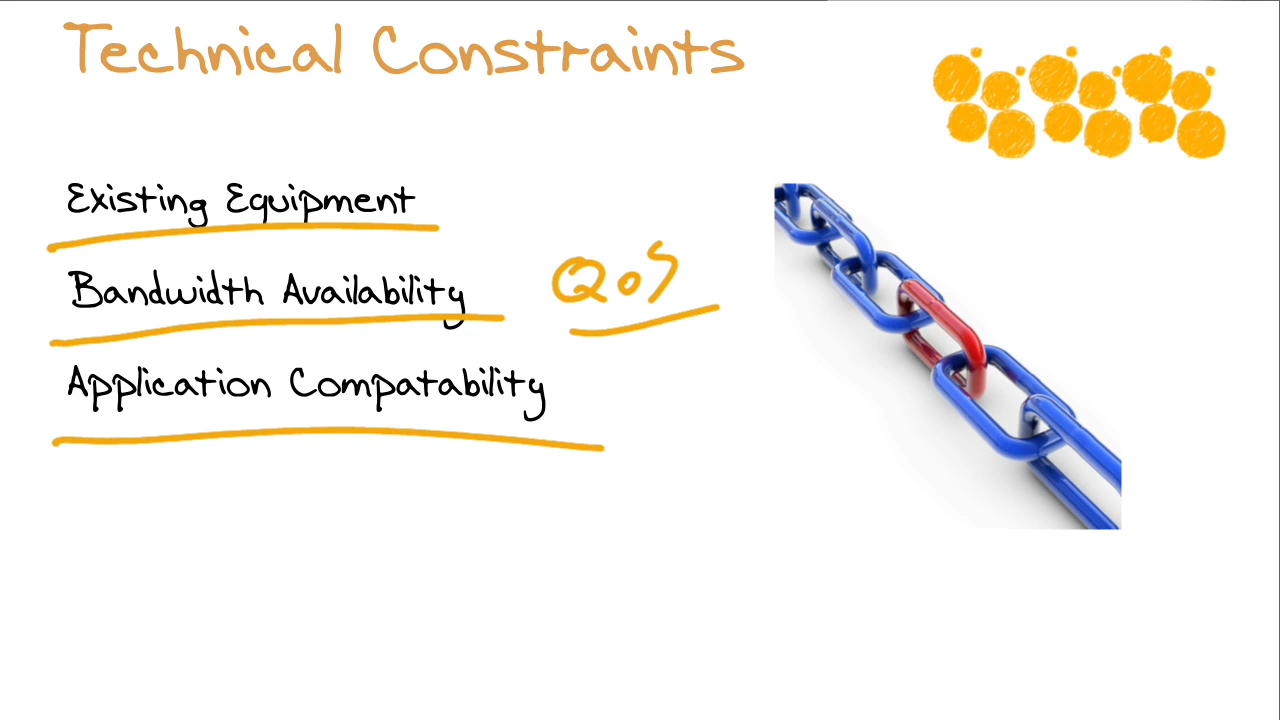 Technical Constraints
Existing Equipment
Bandwidth Availability
QoS
Application Compatability